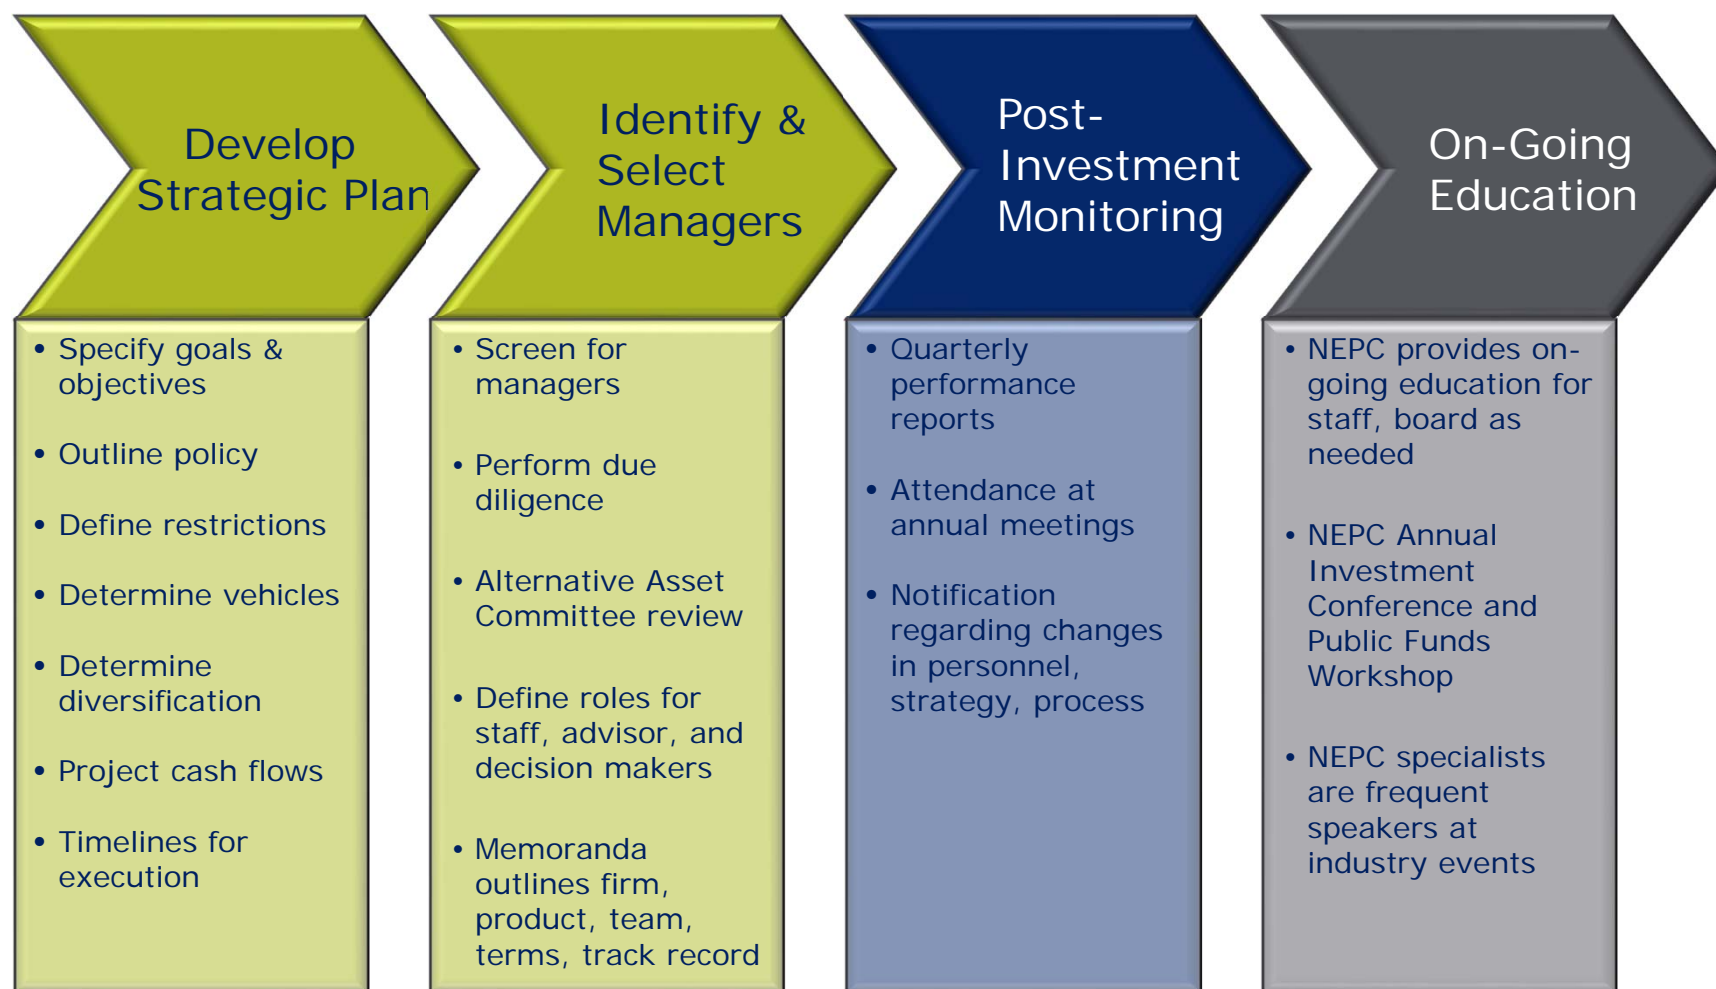 Develop
Strategic Plan
• Specify goals &
objectives
• Outline policy
• Define restrictions
• Determine vehicles
• Determine
diversification
• Project cash flows
• Timelines for
execution
Identify &
Select
Managers
• Screen for
managers
• Perform due
diligence
• Alternative Asset
Committee review
• Define roles for
staff, advisor, and
decision makers
• Memoranda
outlines firm,
product, team,
terms, track record
Post-
Investment
Monitoring
• Quarterly
performance
reports
• Attendance at
annual meetings
• Notification
regarding changes
in personnel,
strategy, process
On-Going
Education
• NEPC provides on-
going education for
staff, board as
needed
• NEPC Annual
Investment
Conference and
Public Funds
Workshop
• NEPC specialists
are frequent
speakers at
industry events